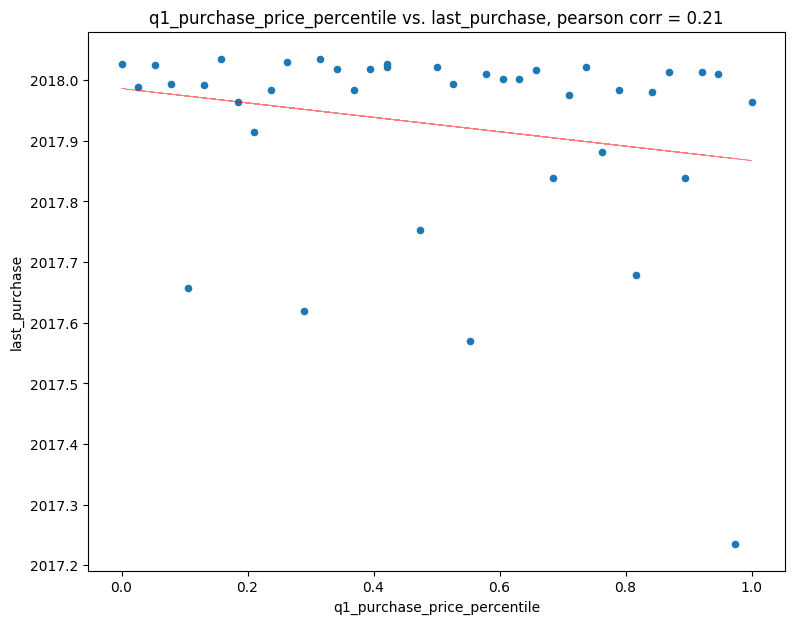 q1_purchase_price_percentile vs. last_purchase, pearson corr = 0.21
2018.0
2017.9
2017.8
2017.7
2017.6
2017.5
2017.4
2017.3
2017.2
last_purchase
0.0 0.2 0.4 0.6 0.8 1.0
q1_purchase_price_percentile